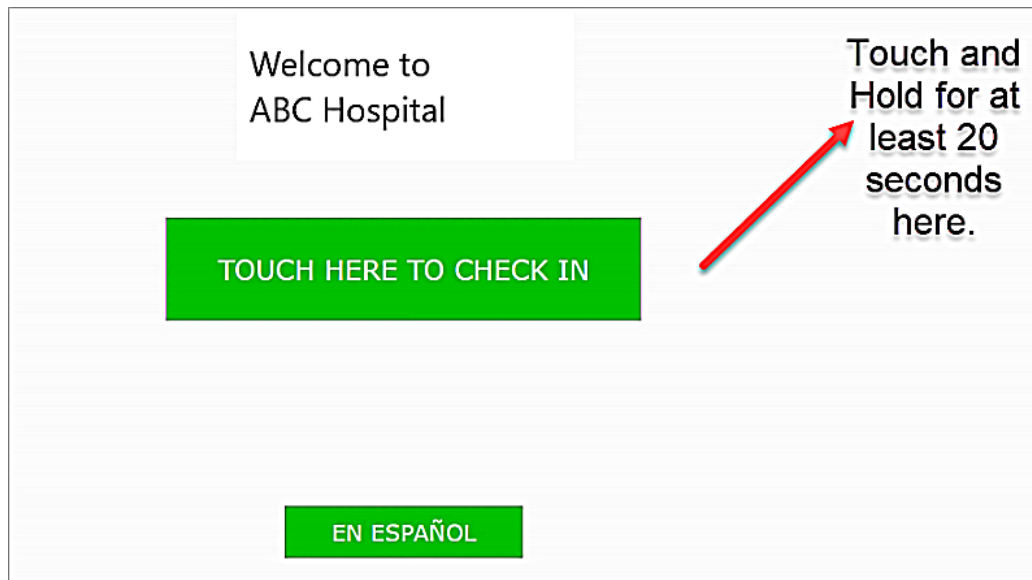 Welcome to
ABC Hospital
Touch and
Hold for at
least 20
seconds
here.
TOUCH HERE TO CHECK IN
EN ESPAÑOL